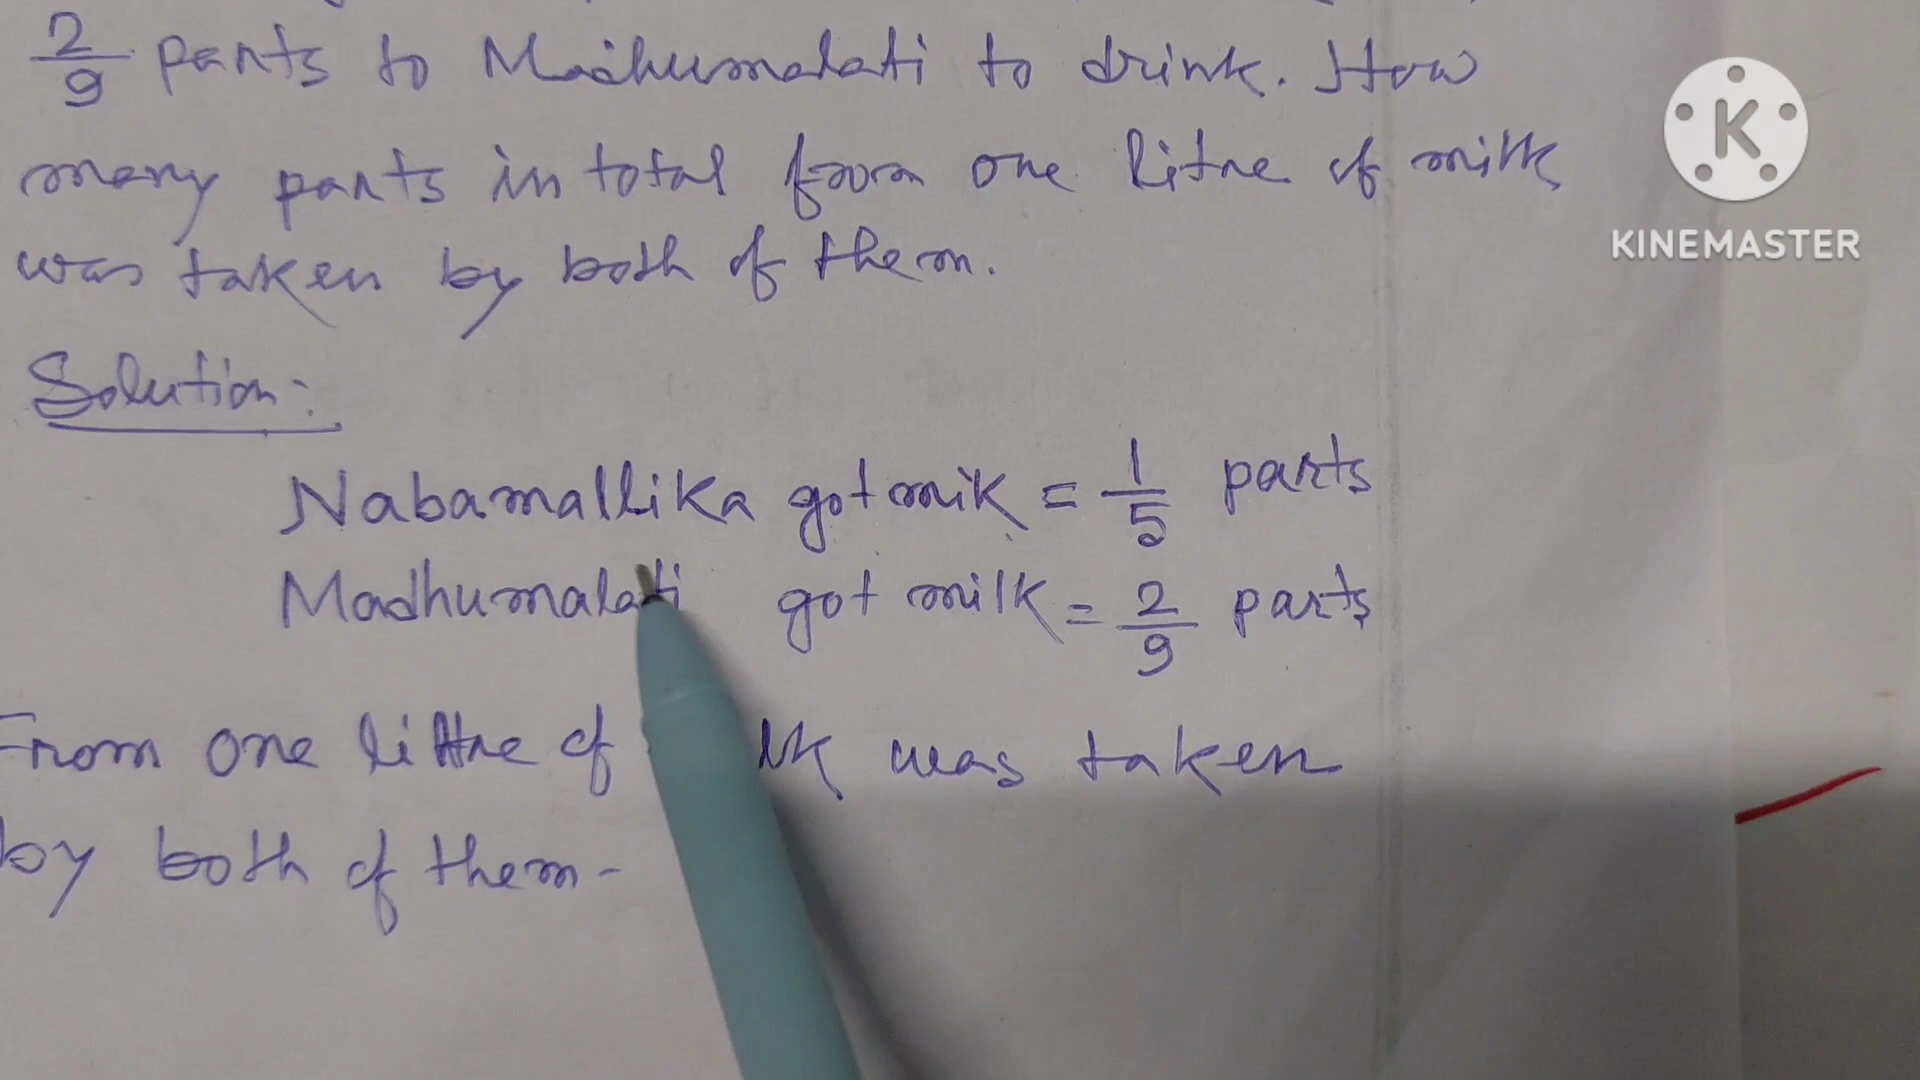 2/9 parts to Madhumalati to drink. How
many parts in total from one litre of milk
was taken by both of them.
Solution:-
Nabamallika got mik = 1/5 parts
Madhumalati got milk = 2/9 parts
From one littre of lk was taken
by both of them-
K
KINEMASTER